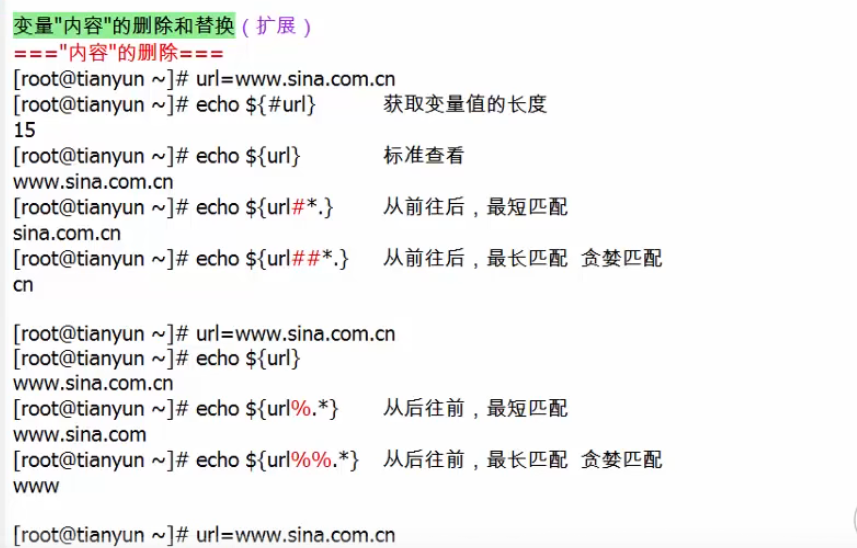 变量"内容"的删除和替换（扩展）
==="内容"的删除===
[root@tianyun ~]# url=www.sina.com.cn
[root@tianyun ~]# echo ${#url} 获取变量值的长度
15
[root@tianyun ~]# echo ${url} 标准查看
www.sina.com.cn
[root@tianyun ~]# echo ${url#*.} 从前往后，最短匹配
sina.com.cn
[root@tianyun ~]# echo ${url##*.} 从前往后，最长匹配 贪婪匹配
cn
[root@tianyun ~]# url=www.sina.com.cn
[root@tianyun ~]# echo ${url}
www.sina.com.cn
[root@tianyun ~]# echo ${url%.*} 从后往前，最短匹配
www.sina.com
[root@tianyun ~]# echo ${url%%.*} 从后往前，最长匹配 贪婪匹配
www
[root@tianyun ~]# url=www.sina.com.cn